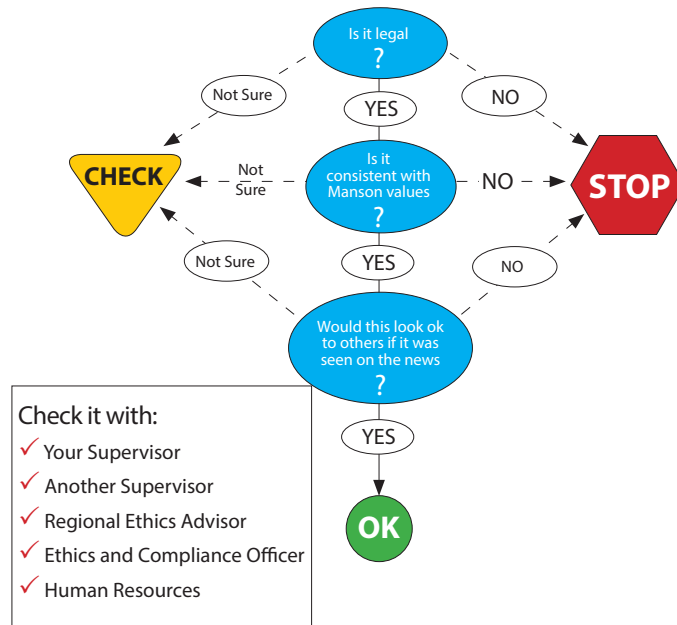 Is it legal
?
Not Sure
YES
NO
CHECK
Not
Sure
Is it
consistent with
Manson values
?
NO
STOP
Not Sure
YES
NO
Would this look ok
to others if it was
seen on the news
?
YES
OK
Check it with:
✓ Your Supervisor
✓ Another Supervisor
✓ Regional Ethics Advisor
✓ Ethics and Compliance Officer
✓ Human Resources